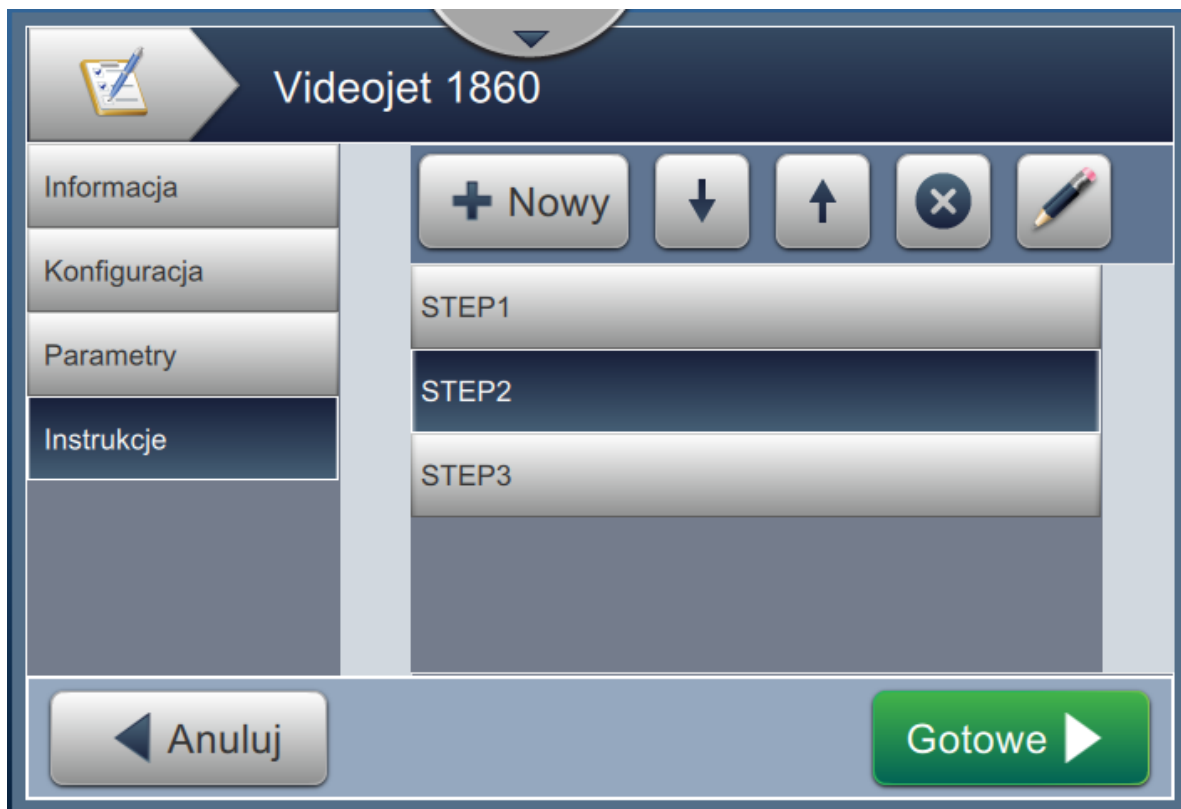 Videojet 1860
Informacja
Konfiguracja
Parametry
Instrukcje
Nowy
STEP1
STEP2
STEP3
Anuluj
Gotowe